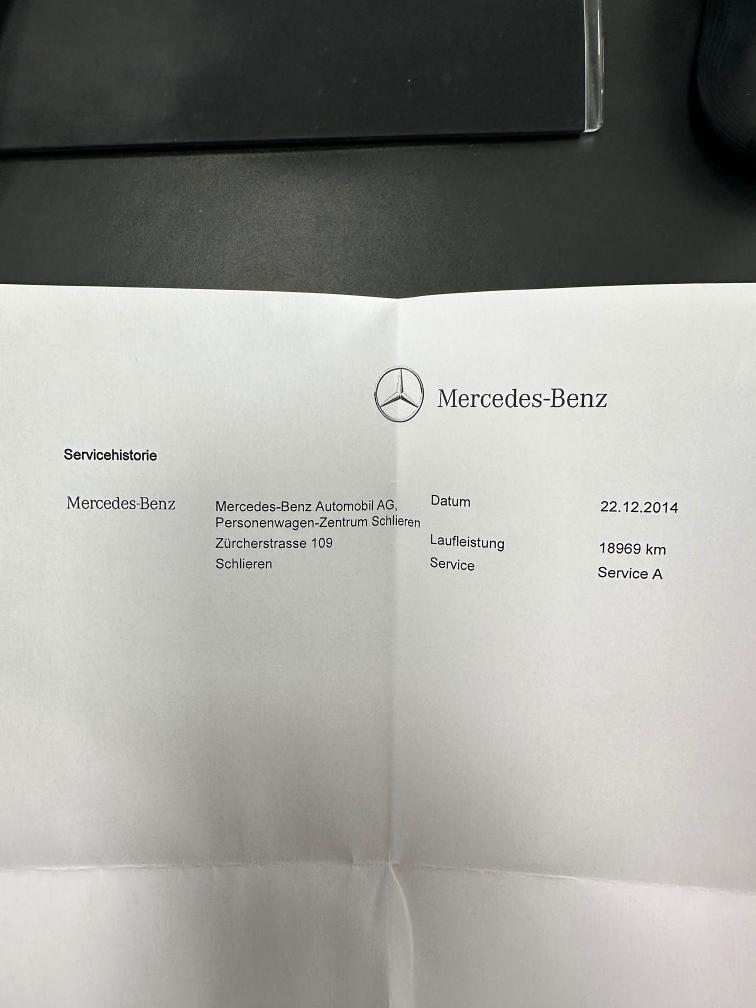 Mercedes-Benz
Servicehistorie
Mercedes-Benz
Mercedes-Benz Automobil AG,
Personenwagen-Zentrum Schlieren
Zürcherstrasse 109
Schlieren
Datum 22.12.2014
Laufleistung 18969 km
Service Service A